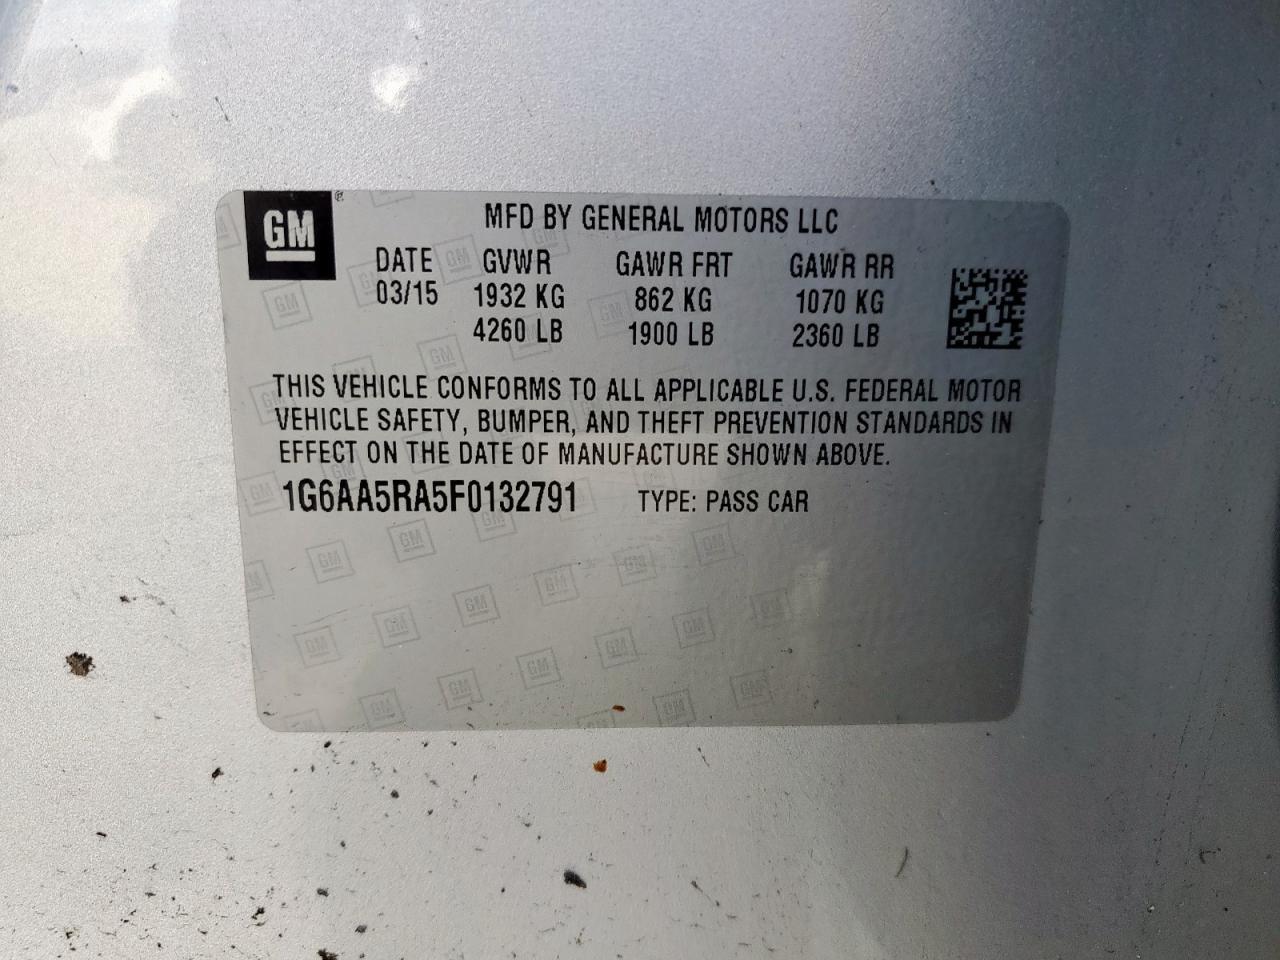 GM
MFD BY GENERAL MOTORS LLC
DATE GVWR GAWR FRT GAWR RR
03/15 1932 KG 862 KG 1070 KG
4260 LB 1900 LB 2360 LB
THIS VEHICLE CONFORMS TO ALL APPLICABLE U.S. FEDERAL MOTOR
VEHICLE SAFETY, BUMPER, AND THEFT PREVENTION STANDARDS IN
EFFECT ON THE DATE OF MANUFACTURE SHOWN ABOVE.
1G6AA5RA5F0132791 TYPE: PASS CAR